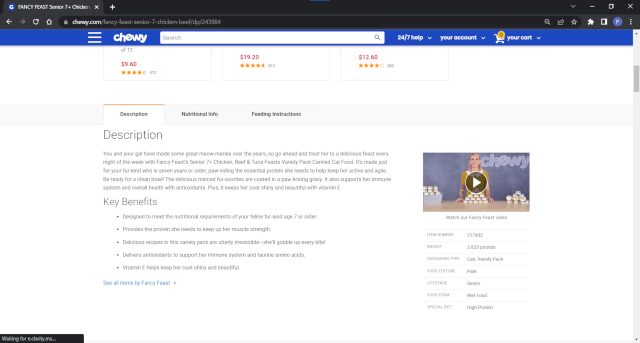 FANCY FEAST Senior 7+ Chicken
chewy.com/fancy-feast-senior-7-chicken-beef/dp/243984
chewy
Search
24/7 help
your account
0
your cart
of 12
$9.60
$19.20
$12.60
Description
Nutritional Info
Feeding Instructions
Description
You and your gal have made some great meow-meries over the years, so go ahead and treat her to a delicious feast every
night of the week with Fancy Feast's Senior 7+ Chicken, Beef & Tuna Feasts Variety Pack Canned Cat Food. It's made just
for your fur-iend who is seven years or older, paw-viding the essential protein she needs to help keep her active and agile.
Be ready for a clean bowl! The delicious minced fur-avorites are coated in a paw-licking gravy. It also supports her immune
system and overall health with antioxidants. Plus, it keeps her coat shiny and beautiful with vitamin E.
Key Benefits
Designed to meet the nutritional requirements of your feline fur-iend age 7 or older.
Provides the protein she needs to keep up her muscle strength.
Delicious recipes in this variety pack are utterly irresistible—she'll gobble up every bite!
Delivers antioxidants to support her immune system and taurine amino acids.
Vitamin E helps keep her coat shiny and beautiful.
See all items by Fancy Feast
chewy
Watch our Fancy Feast video
ITEM NUMBER 217433
WEIGHT 2.625 pounds
PACKAGING TYPE Can, Variety Pack
FOOD TEXTURE Pate
LIFESTAGE Senior
FOOD FORM Wet Food
SPECIAL DIET High-Protein
Waiting for e.clarity.ms...